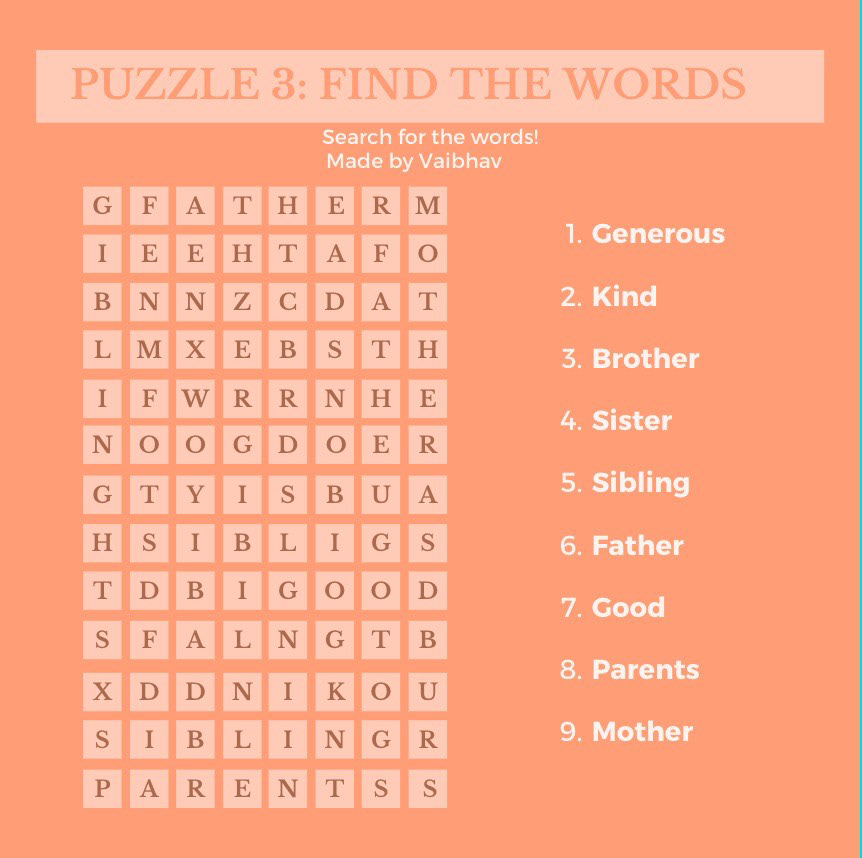 PUZZLE 3: FIND THE WORDS
Search for the words!
Made by Vaibhav
G F A T H E R M
I E E H T A F O
B N N Z C D A T
L M X E B S T H
I F W R R N H E
N O O G D O E R
G T Y I S B U A
H S I B L I G S
T D B I G O O D
S F A L N G T B
X D D N I K O U
S I B L I N G R
P A R E N T S S
1. Generous
2. Kind
3. Brother
4. Sister
5. Sibling
6. Father
7. Good
8. Parents
9. Mother